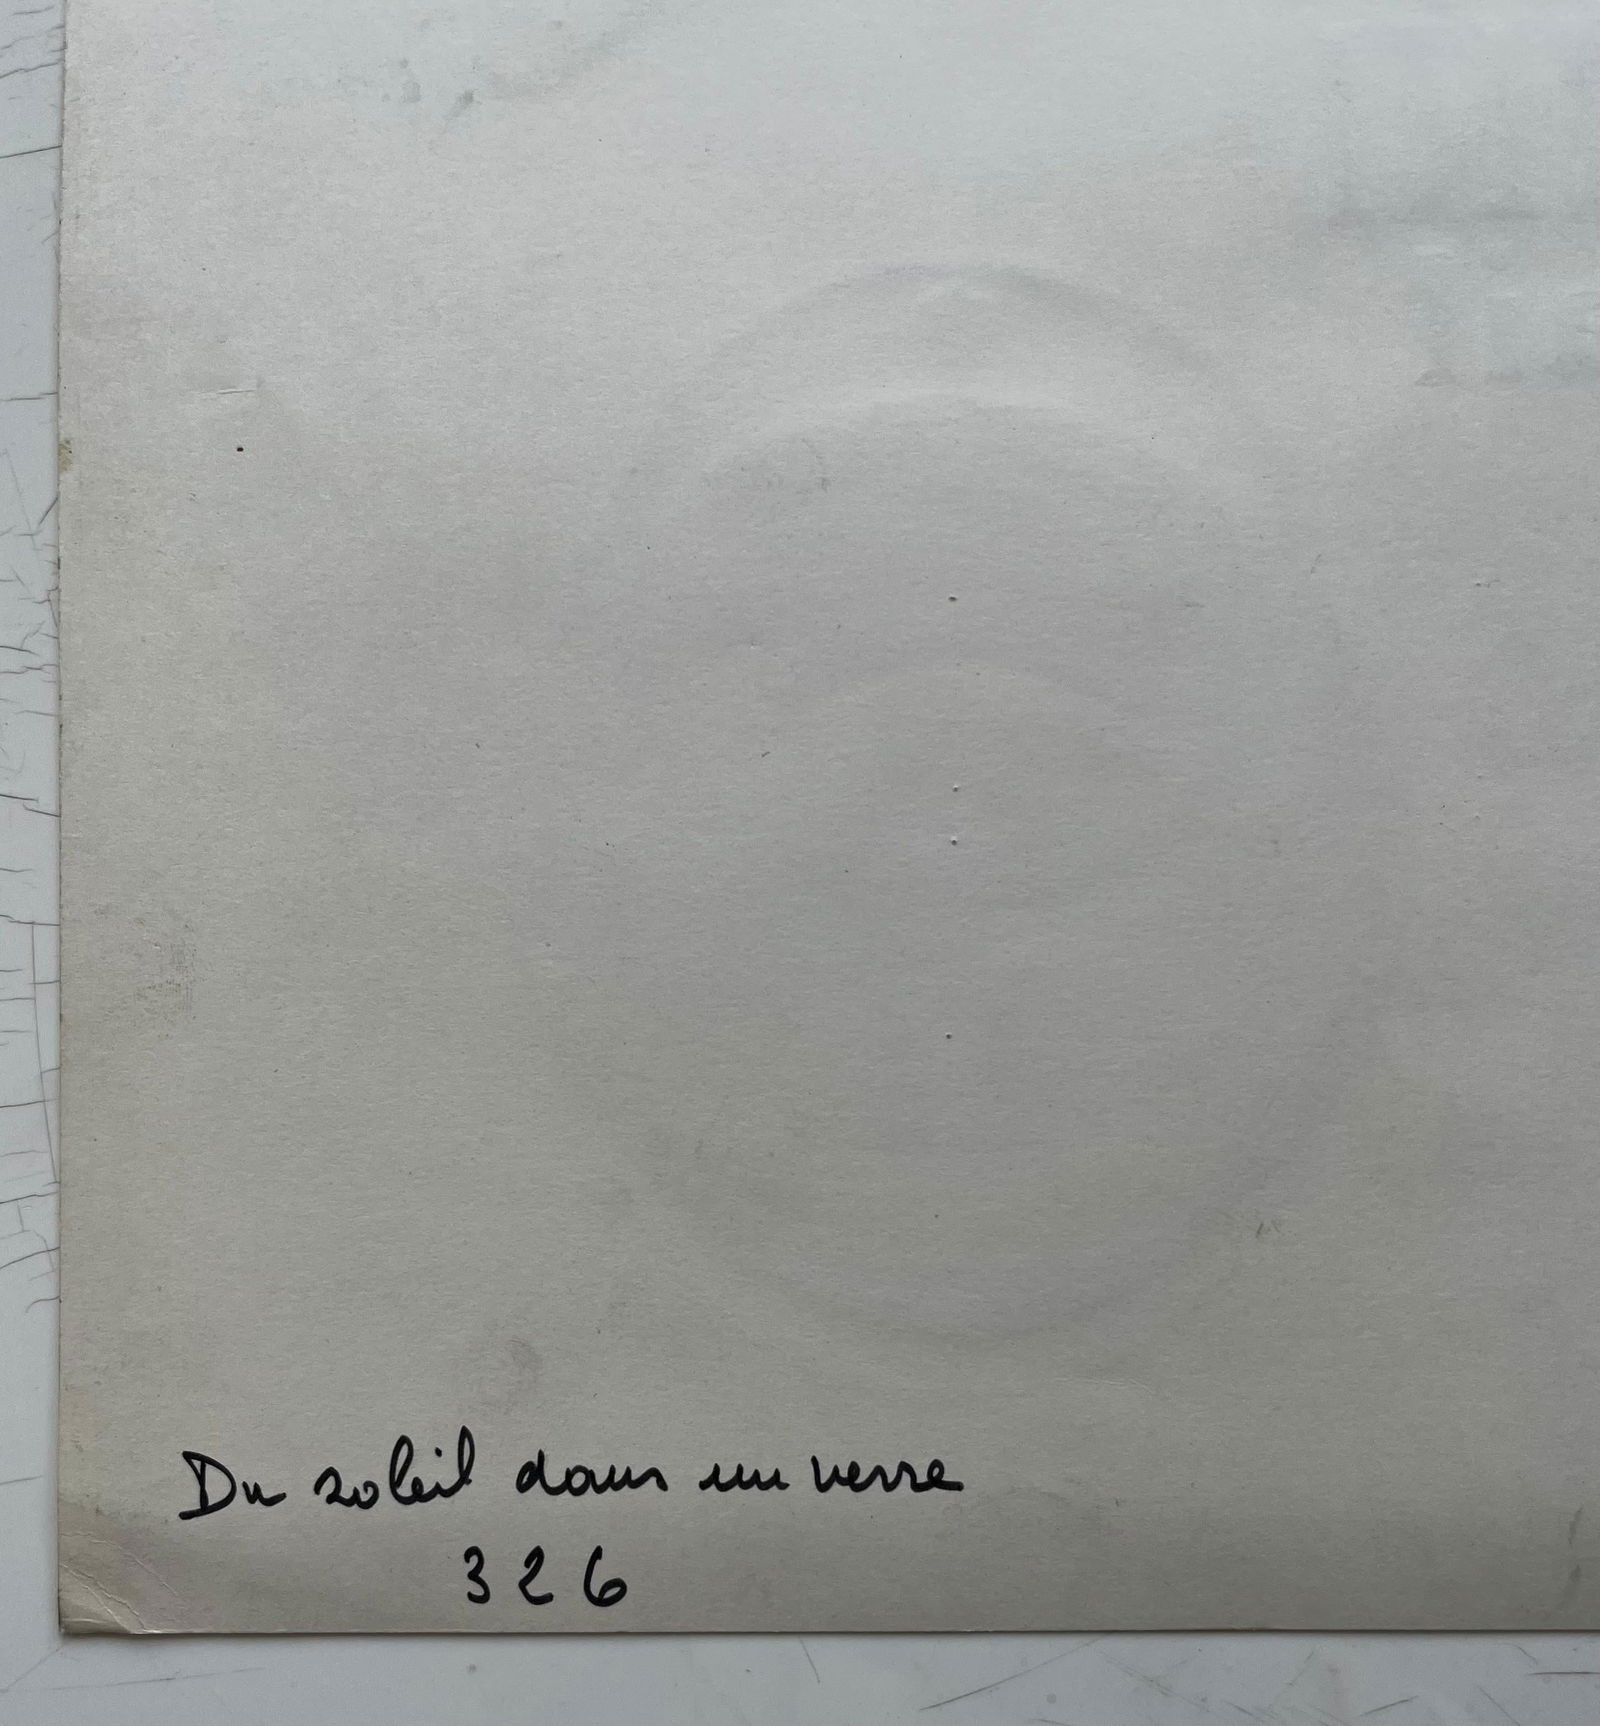 Du soleil dans un verre
326